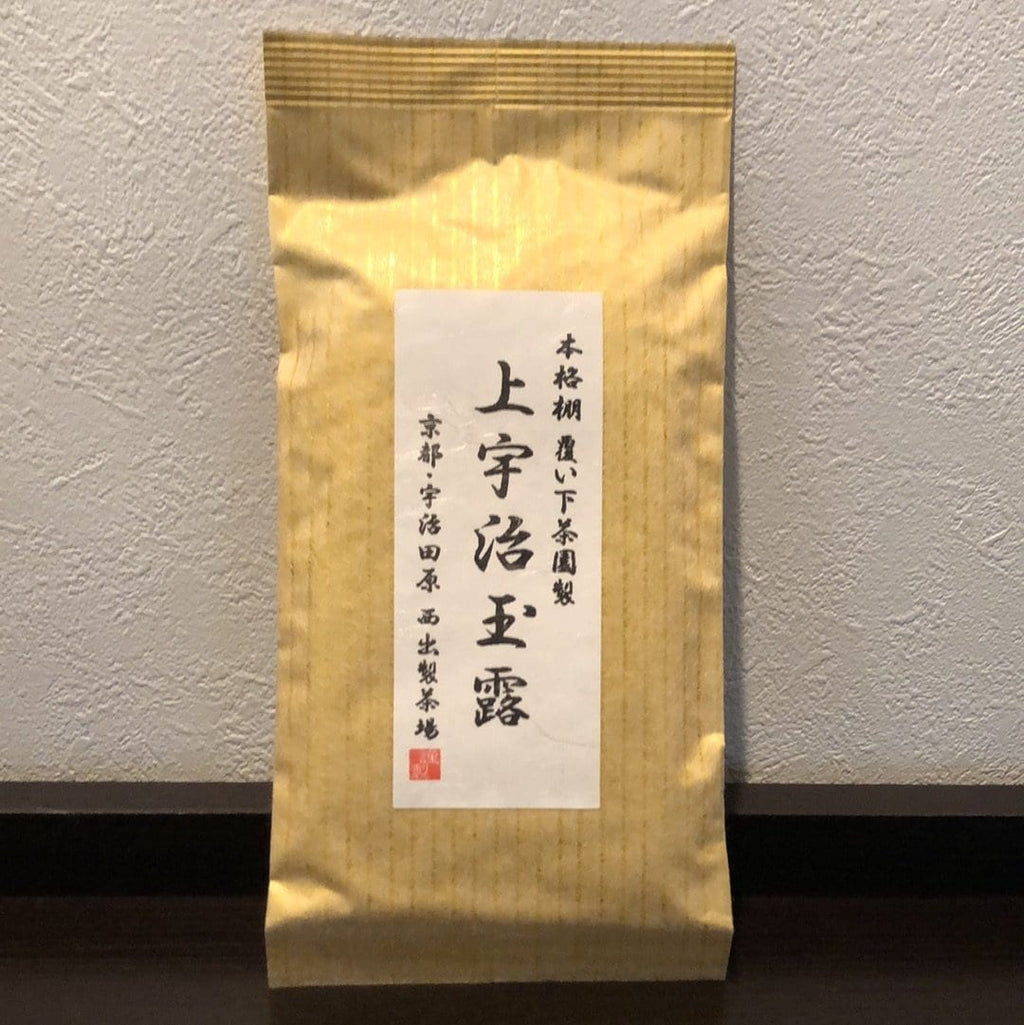 本格棚 覆い下茶園製
上宇治玉露
京都・宇治田原 西出製茶場